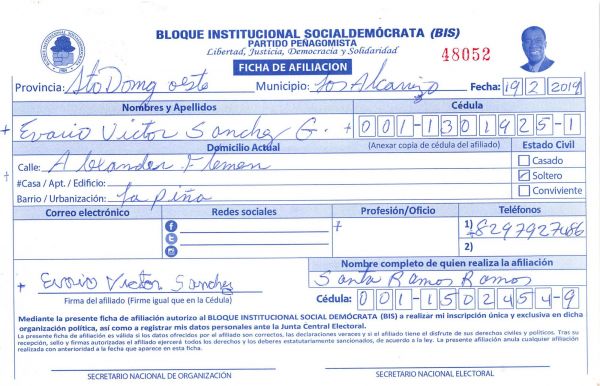 BLOQUE INSTITUCIONAL SOCIALDEMÓCRATA (BIS)
PARTIDO PEÑAGOMISTA
Libertad, Justicia, Democracia y Solidaridad
48052
FICHA DE AFILIACION
Provincia: Sto Domg oeste Municipio: Los Alcarrizo Fecha: 19/2/2019
Nombres y Apellidos Cédula
+ Evario Victor Sanchez G. + 001-1301925-1
Domicilio Actual (Anexar copia de cédula del afiliado) Estado Civil
Calle: Alexander Flemen Casado
#Casa / Apt. / Edificio: Soltero
Barrio / Urbanización: La piña Conviviente
Correo electrónico Redes sociales Profesión/Oficio Teléfonos
1) 8297927486
2)
Nombre completo de quien realiza la afiliación
+ Evario Victor Sanchez Santa Ramos Ramos
Firma del afiliado (Firme igual que en la Cédula) Cédula: 001-1502454-9
Mediante la presente ficha de afiliación autorizo al BLOQUE INSTITUCIONAL SOCIAL DEMÓCRATA (BIS) a realizar mi inscripción única y exclusiva en dicha
organización política, así como a registrar mis datos personales ante la Junta Central Electoral.
La presente ficha de afiliación es válida si los datos ofrecidos por el afiliado son correctos, las declaraciones veraces y si el afiliado tiene el disfrute de sus derechos civiles y políticos. Tras su
recepción, sello y firmas autorizadas el afiliado ejercerá todos los derechos y los deberes estatutariamente sancionados, de acuerdo a la ley. La presente afiliación anula cualquier afiliación
realizada con anterioridad a la fecha que aparece en esta ficha.
SECRETARIO NACIONAL DE ORGANIZACIÓN SECRETARIO NACIONAL ELECTORAL